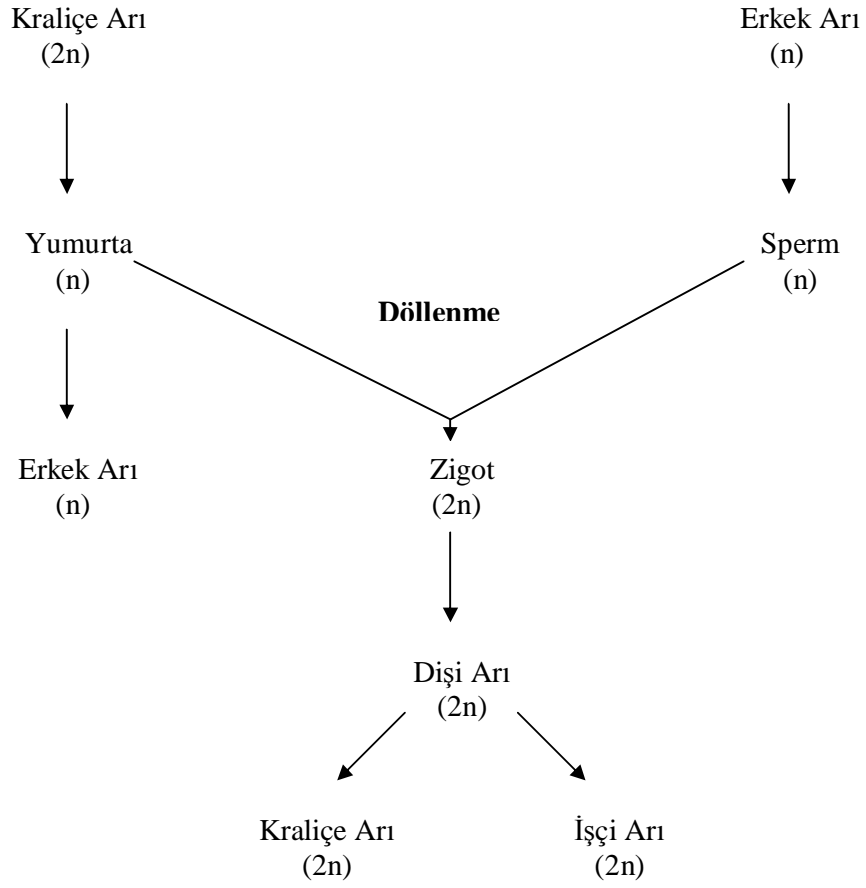 Kraliçe Arı
(2n)
Erkek Arı
(n)
Yumurta
(n)
Sperm
(n)
Döllenme
Erkek Arı
(n)
Zigot
(2n)
Dişi Arı
(2n)
Kraliçe Arı
(2n)
İşçi Arı
(2n)